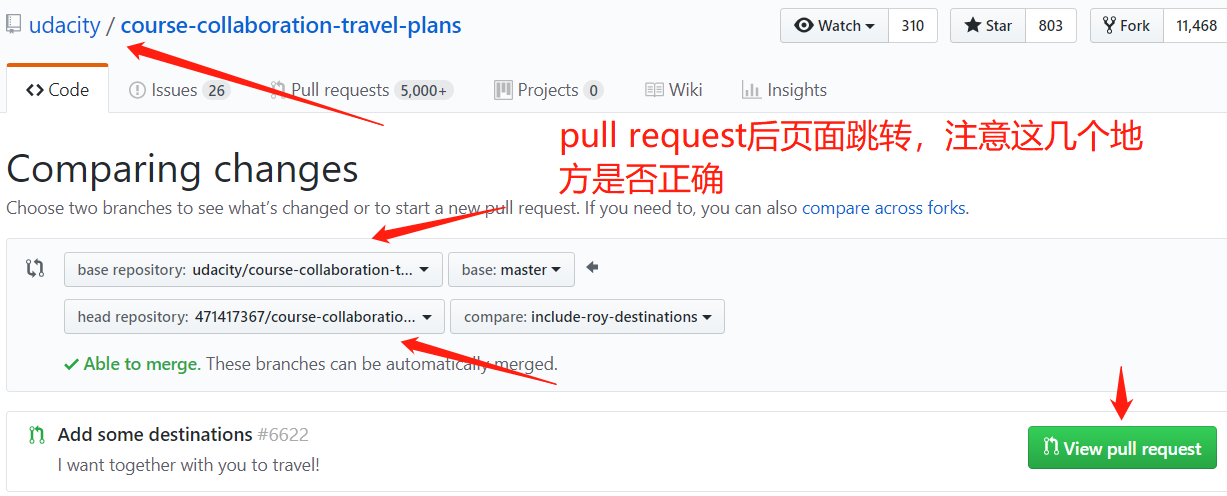 udacity / course-collaboration-travel-plans
Watch 310 Star 803 Fork 11,468
Code Issues 26 Pull requests 5,000+ Projects 0 Wiki Insights
pull request后页面跳转，注意这几个地
方是否正确
Comparing changes
Choose two branches to see what’s changed or to start a new pull request. If you need to, you can also compare across forks.
base repository: udacity/course-collaboration-t... base: master
head repository: 471417367/course-collaboratio... compare: include-roy-destinations
Able to merge. These branches can be automatically merged.
Add some destinations #6622
I want together with you to travel!
View pull request